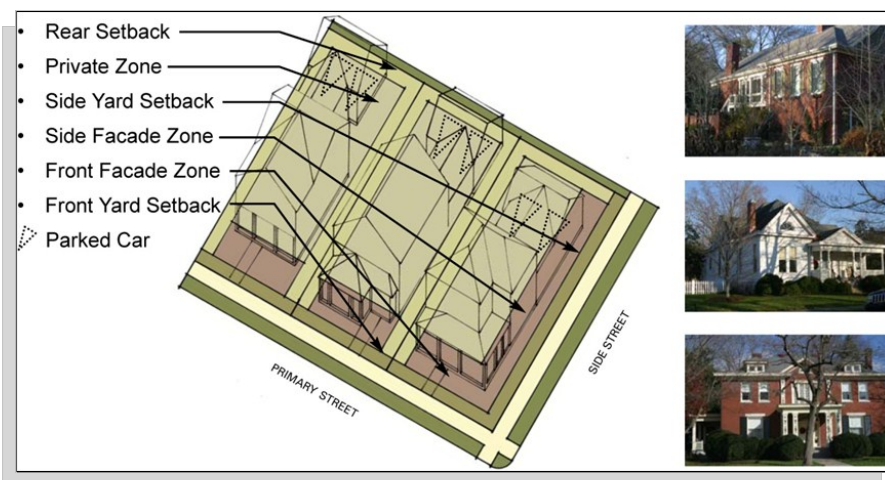 Rear Setback
Private Zone
Side Yard Setback
Side Facade Zone
Front Facade Zone
Front Yard Setback
Parked Car
PRIMARY STREET
SIDE STREET